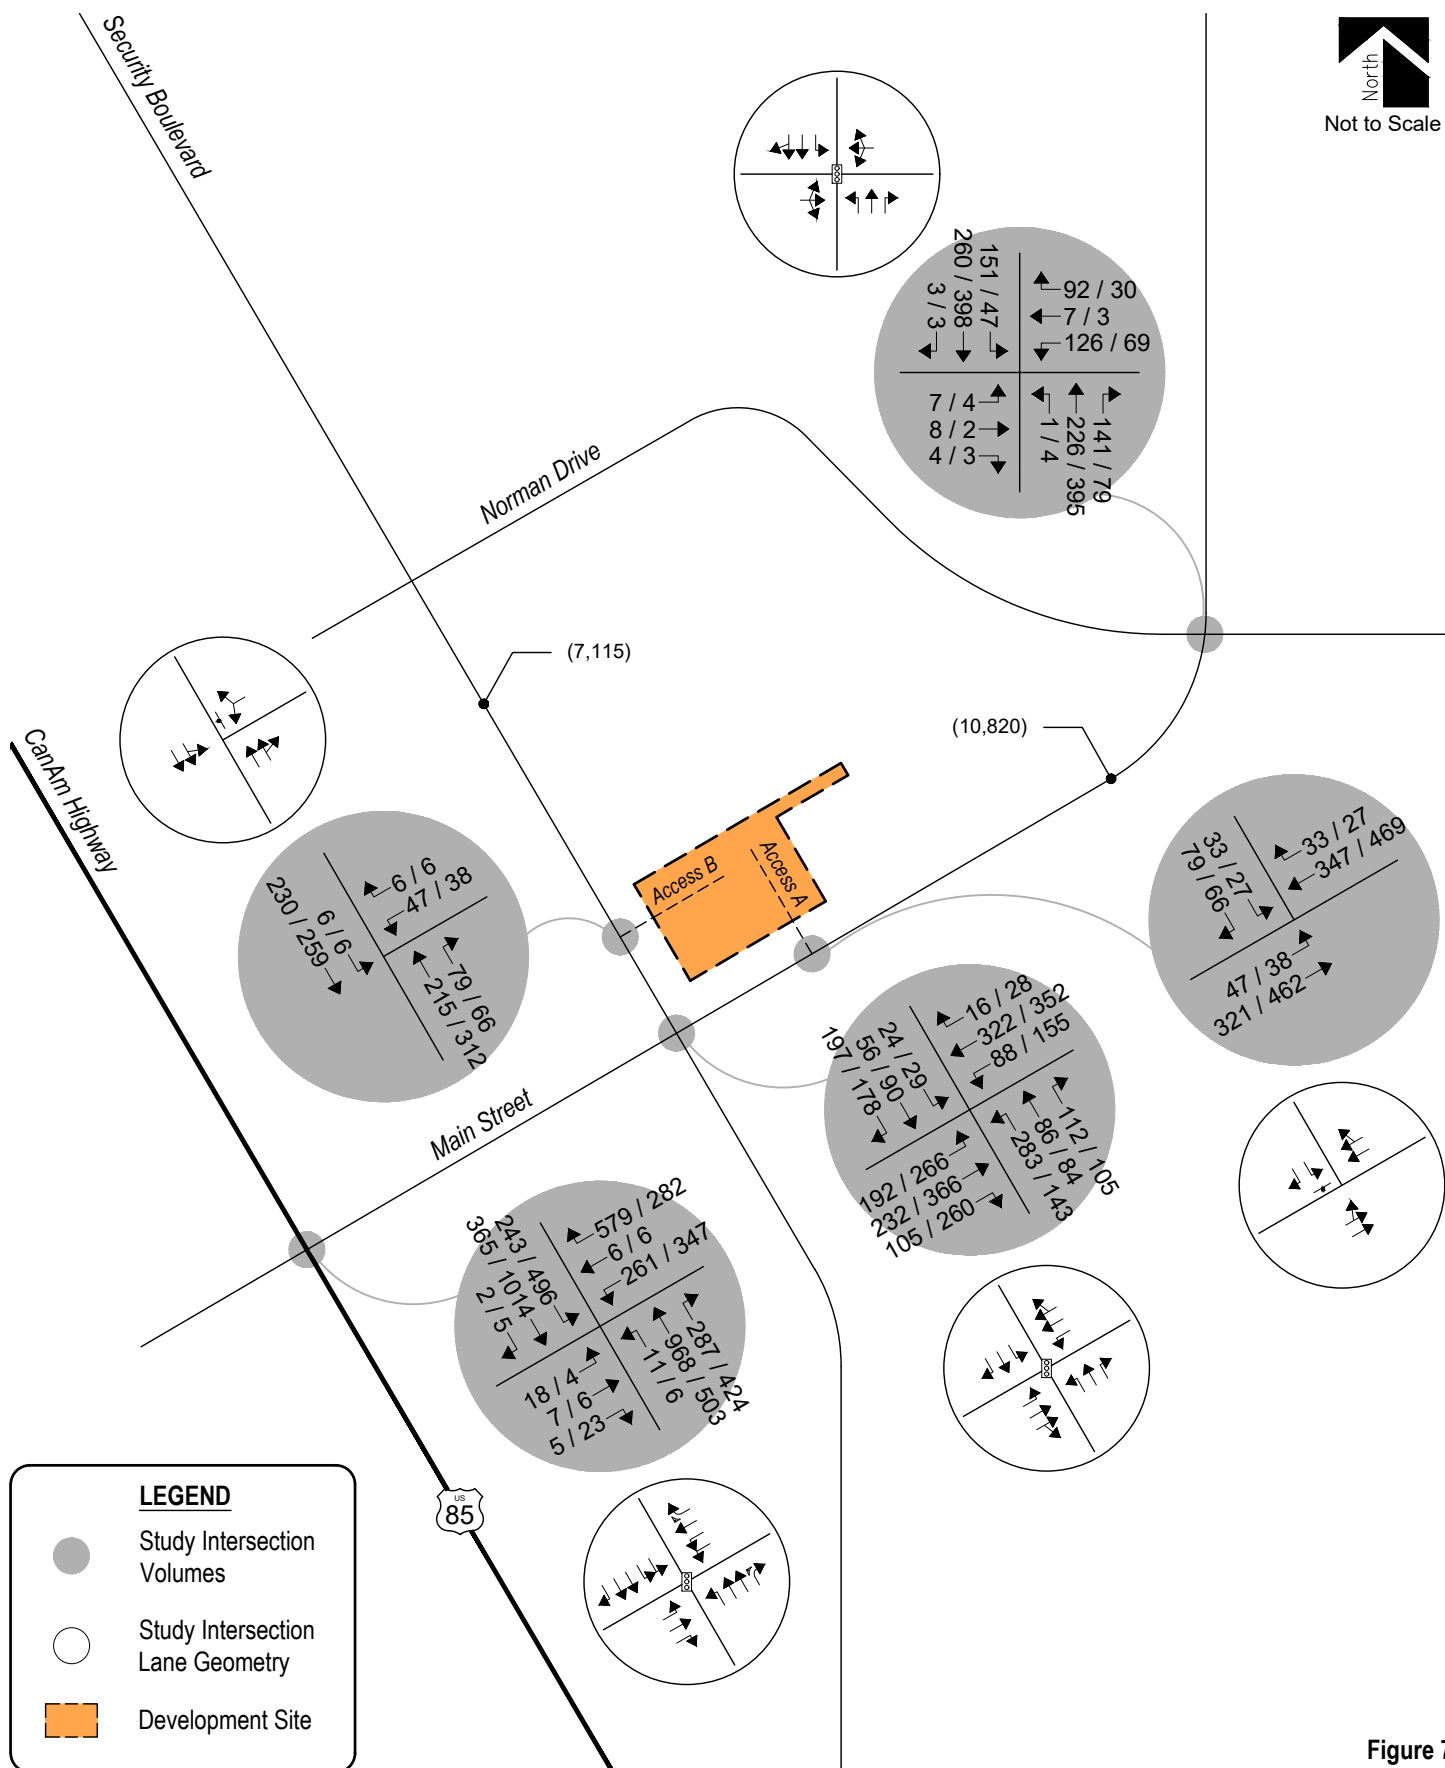 Security Boulevard
North
Not to Scale
151 / 47
260 / 398
3 / 3
92 / 30
7 / 3
126 / 69
7 / 4
8 / 2
4 / 3
141 / 79
226 / 395
1 / 4
Norman Drive
(7,115)
(10,820)
CanAm Highway
Access B
Access A
6 / 6
47 / 38
6 / 6
230 / 259
79 / 66
215 / 312
33 / 27
79 / 66
33 / 27
347 / 469
47 / 38
321 / 462
Main Street
24 / 29
56 / 90
197 / 178
16 / 28
322 / 352
88 / 155
192 / 266
232 / 366
105 / 260
112 / 105
86 / 84
283 / 143
243 / 496
365 / 1014
2 / 5
579 / 282
6 / 6
261 / 347
18 / 4
7 / 6
5 / 23
287 / 424
968 / 503
11 / 6
US
85
LEGEND
Study Intersection
Volumes
Study Intersection
Lane Geometry
Development Site
Figure 7